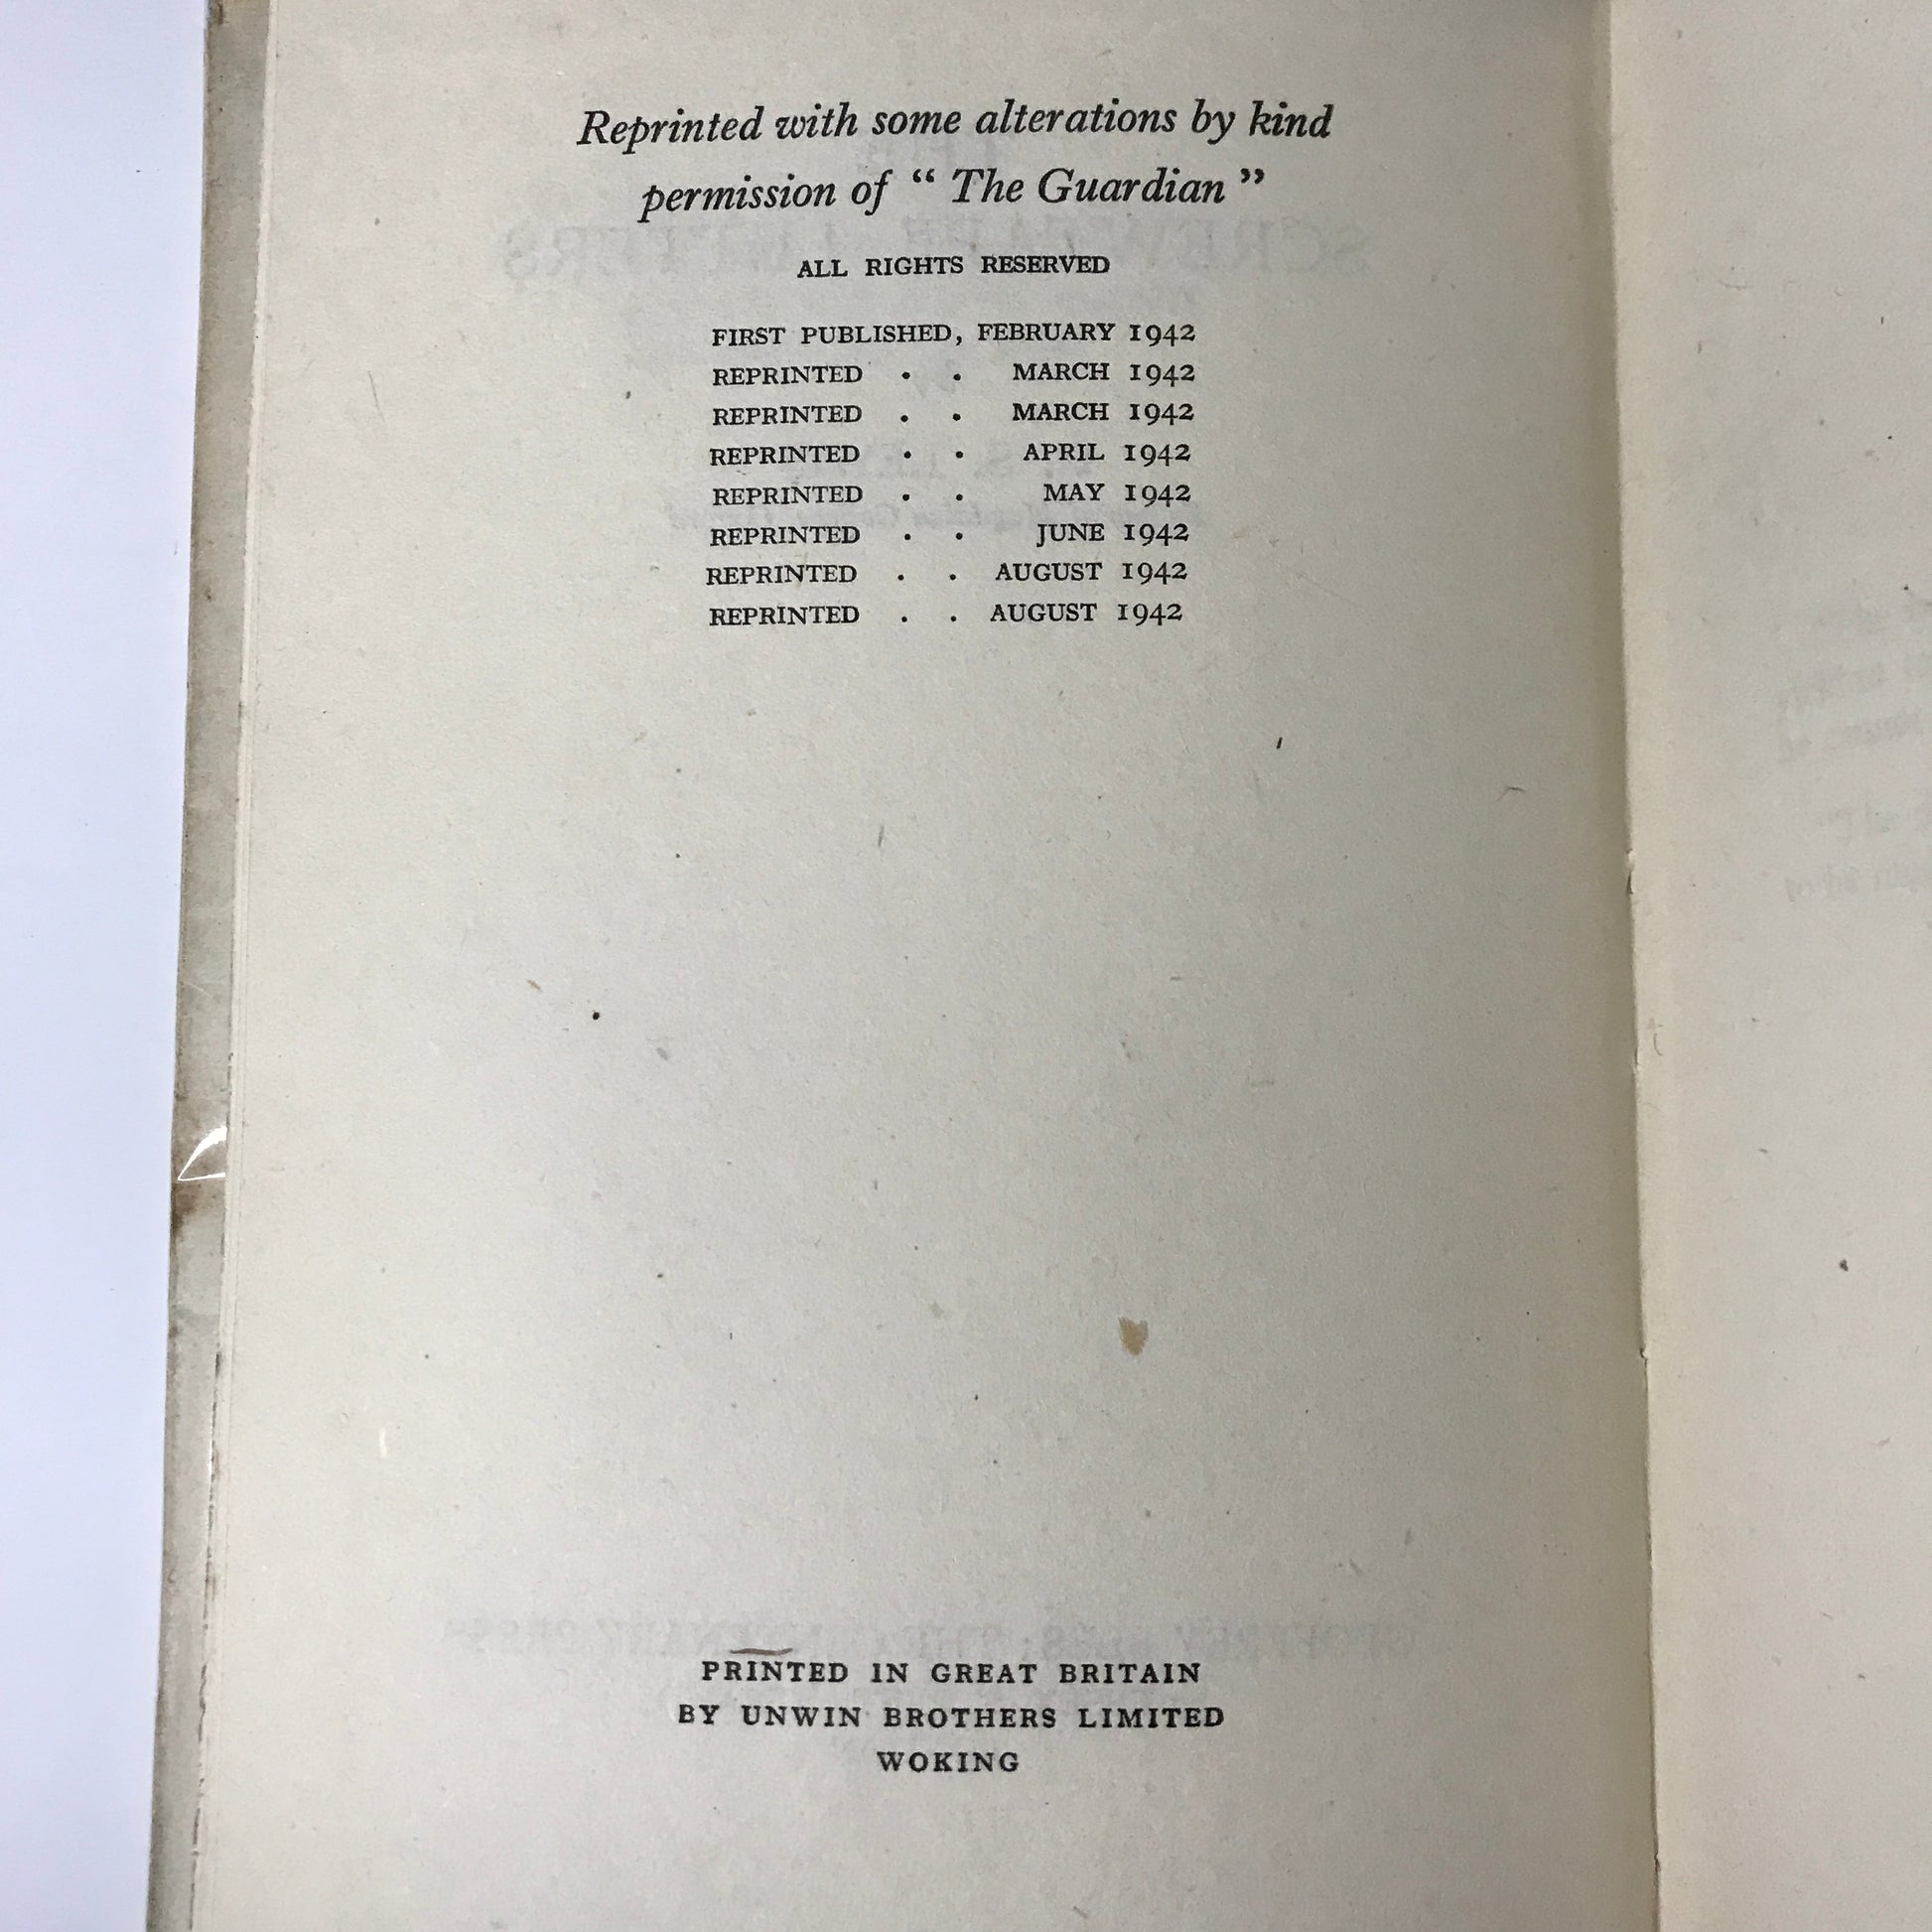 Reprinted with some alterations by kind
permission of “ The Guardian ”
ALL RIGHTS RESERVED
FIRST PUBLISHED, FEBRUARY 1942
REPRINTED . . MARCH 1942
REPRINTED . . MARCH 1942
REPRINTED . . APRIL 1942
REPRINTED . . MAY 1942
REPRINTED . . JUNE 1942
REPRINTED . . AUGUST 1942
REPRINTED . . AUGUST 1942
PRINTED IN GREAT BRITAIN
BY UNWIN BROTHERS LIMITED
WOKING